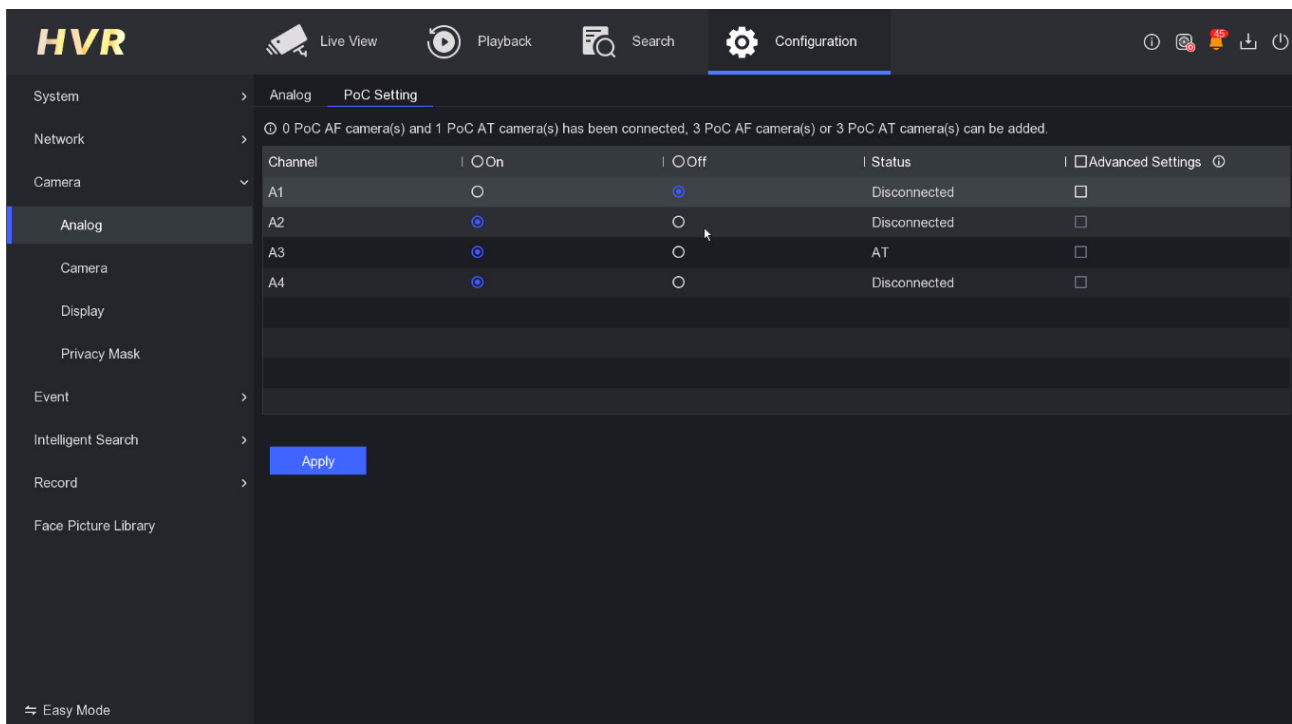 HVR
Live View
Playback
Search
Configuration
45
System
Network
Camera
Analog
Camera
Display
Privacy Mask
Event
Intelligent Search
Record
Face Picture Library
Easy Mode
Analog PoC Setting
0 PoC AF camera(s) and 1 PoC AT camera(s) has been connected, 3 PoC AF camera(s) or 3 PoC AT camera(s) can be added.
Channel On Off Status Advanced Settings
A1 Disconnected
A2 Disconnected
A3 AT
A4 Disconnected
Apply